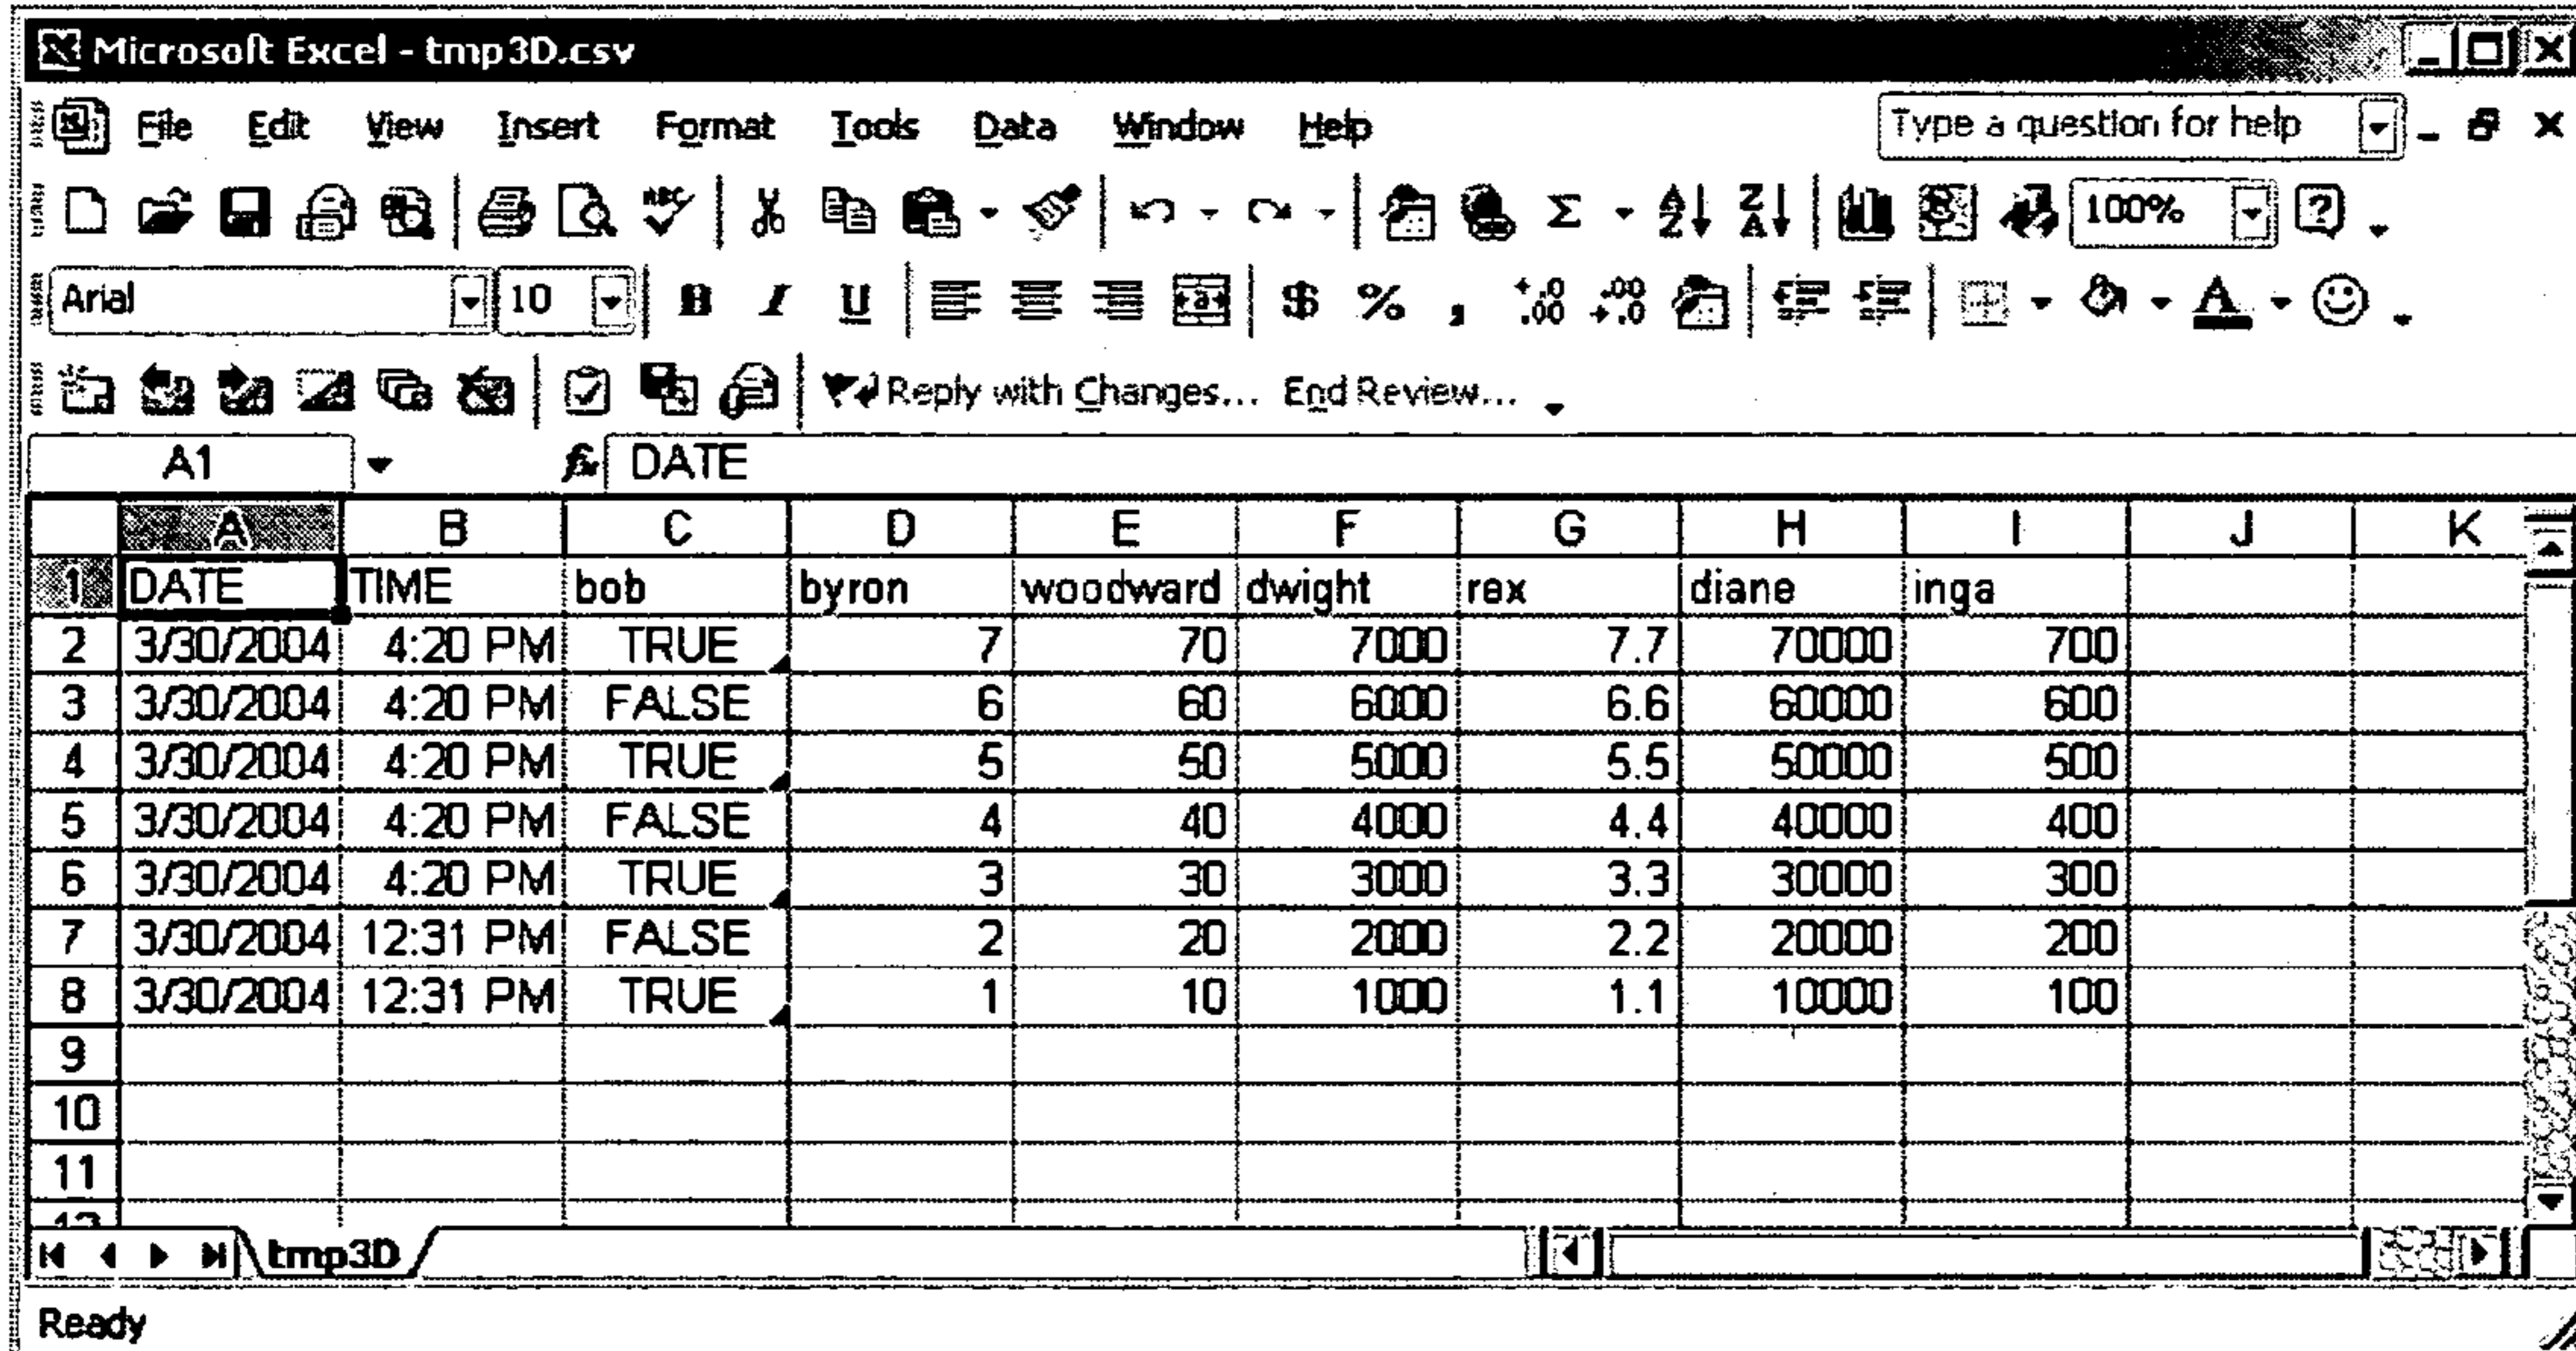 Microsoft Excel - tmp3D.csv
File Edit View Insert Format Tools Data Window Help Type a question for help
ABC Σ A Z Z A 100% ?
Arial 10 B I U a $ % , +.0 .00 .00 +.0 A
Reply with Changes... End Review...
A1 fx DATE
A B C D E F G H I J K
1 DATE TIME bob byron woodward dwight rex diane inga
2 3/30/2004 4:20 PM TRUE 7 70 7000 7.7 70000 700
3 3/30/2004 4:20 PM FALSE 6 60 6000 6.6 60000 600
4 3/30/2004 4:20 PM TRUE 5 50 5000 5.5 50000 500
5 3/30/2004 4:20 PM FALSE 4 40 4000 4.4 40000 400
6 3/30/2004 4:20 PM TRUE 3 30 3000 3.3 30000 300
7 3/30/2004 12:31 PM FALSE 2 20 2000 2.2 20000 200
8 3/30/2004 12:31 PM TRUE 1 10 1000 1.1 10000 100
9
10
11
tmp3D
Ready